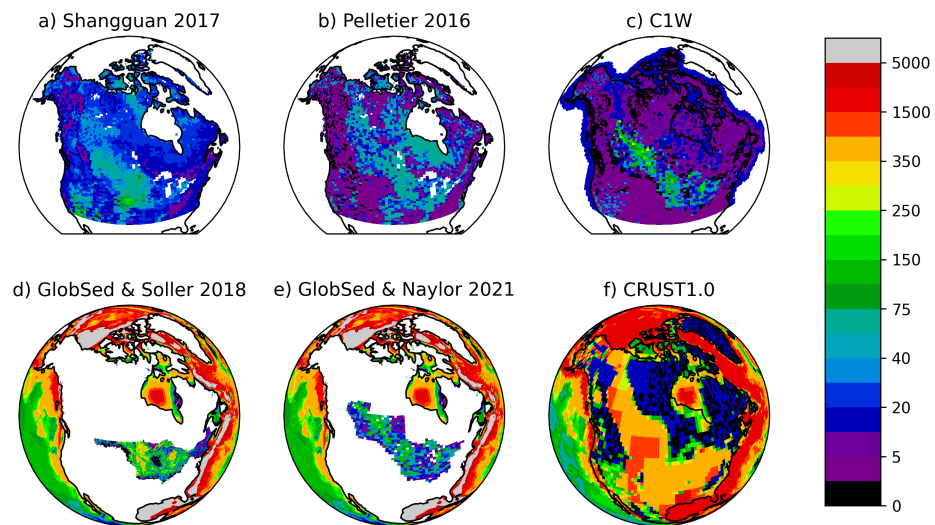 a) Shangguan 2017
b) Pelletier 2016
c) C1W
d) GlobSed & Soller 2018
e) GlobSed & Naylor 2021
f) CRUST1.0
5000
1500
350
250
150
75
40
20
5
0